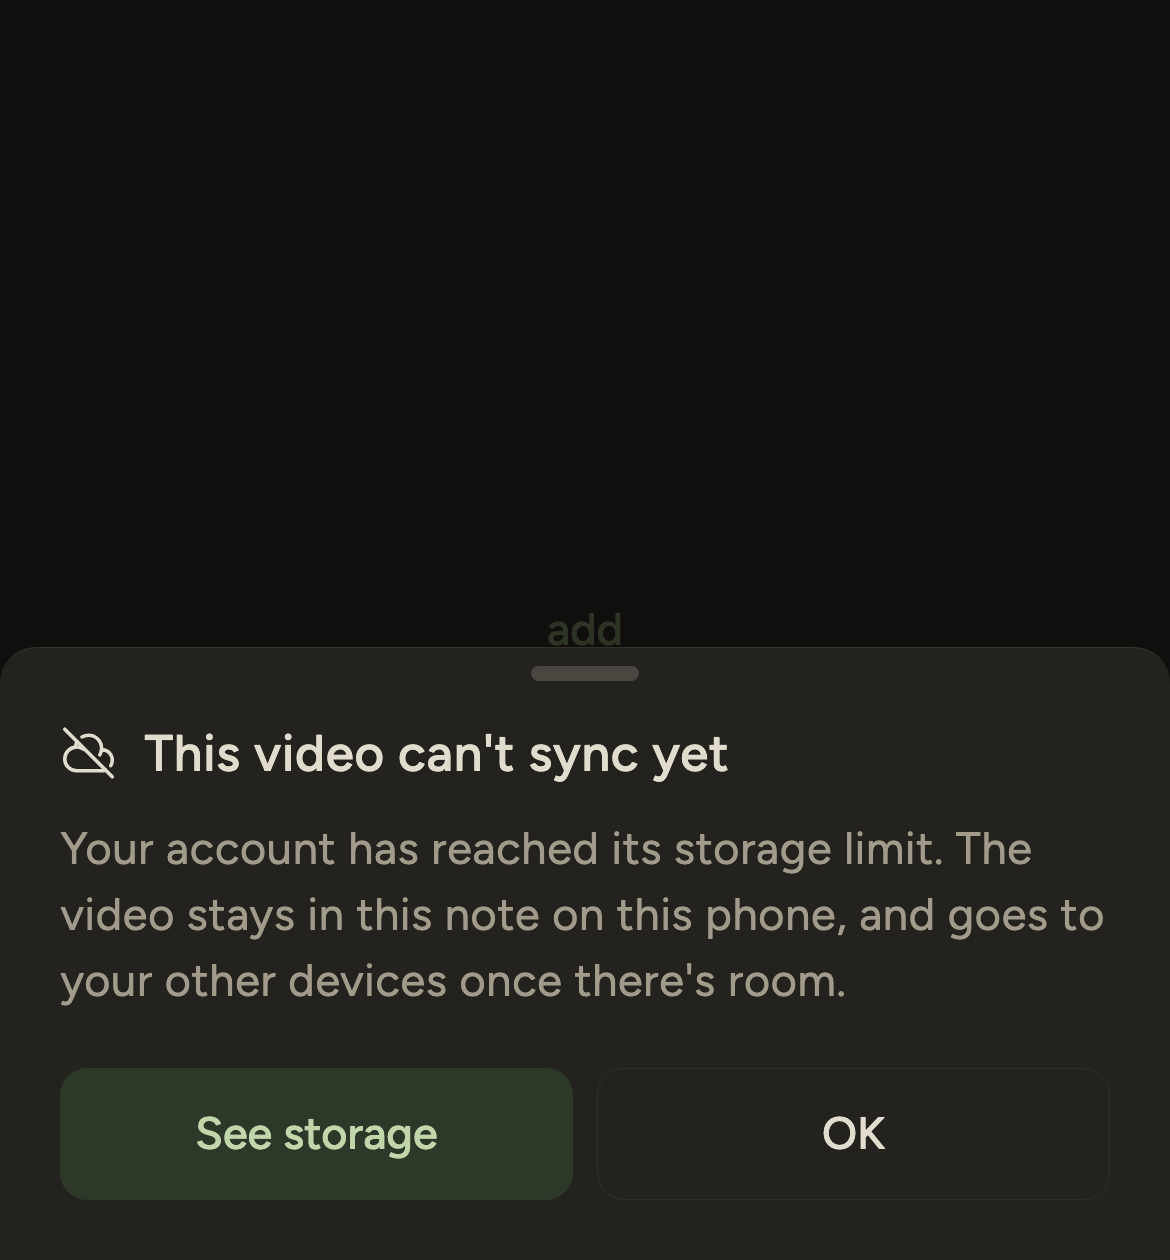 add
This video can't sync yet
Your account has reached its storage limit. The
video stays in this note on this phone, and goes to
your other devices once there's room.
See storage
OK